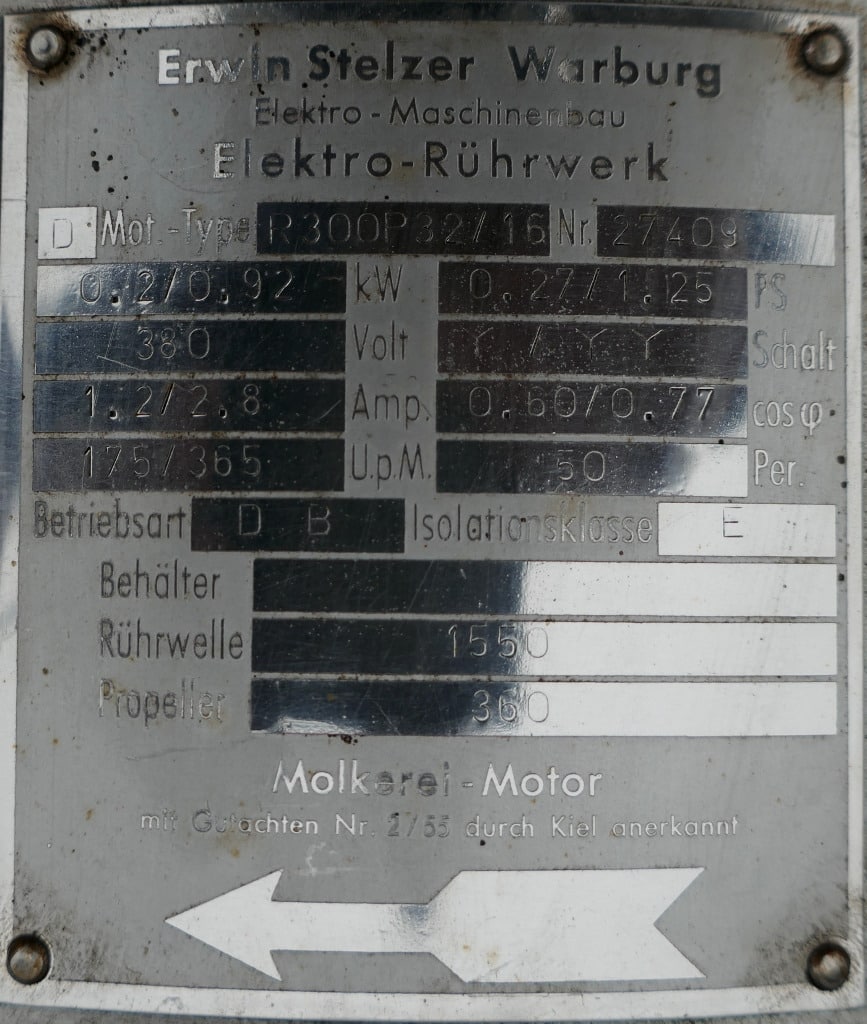 Erwin Stelzer Warburg
Elektro-Maschinenbau
Elektro-Rührwerk
D Mot.-Type R300P32/16 Nr. 27409
0.2/0.92 kW 0.27/1.25 PS
380 Volt Y / Y Y Schalt
1.2/2.8 Amp. 0.60/0.77 cos φ
175/365 U.p.M. 50 Per.
Betriebsart D B Isolationsklasse E
Behälter
Rührwelle 1550
Propeller 360
Molkerei-Motor
mit Gutachten Nr. 2/55 durch Kiel anerkannt